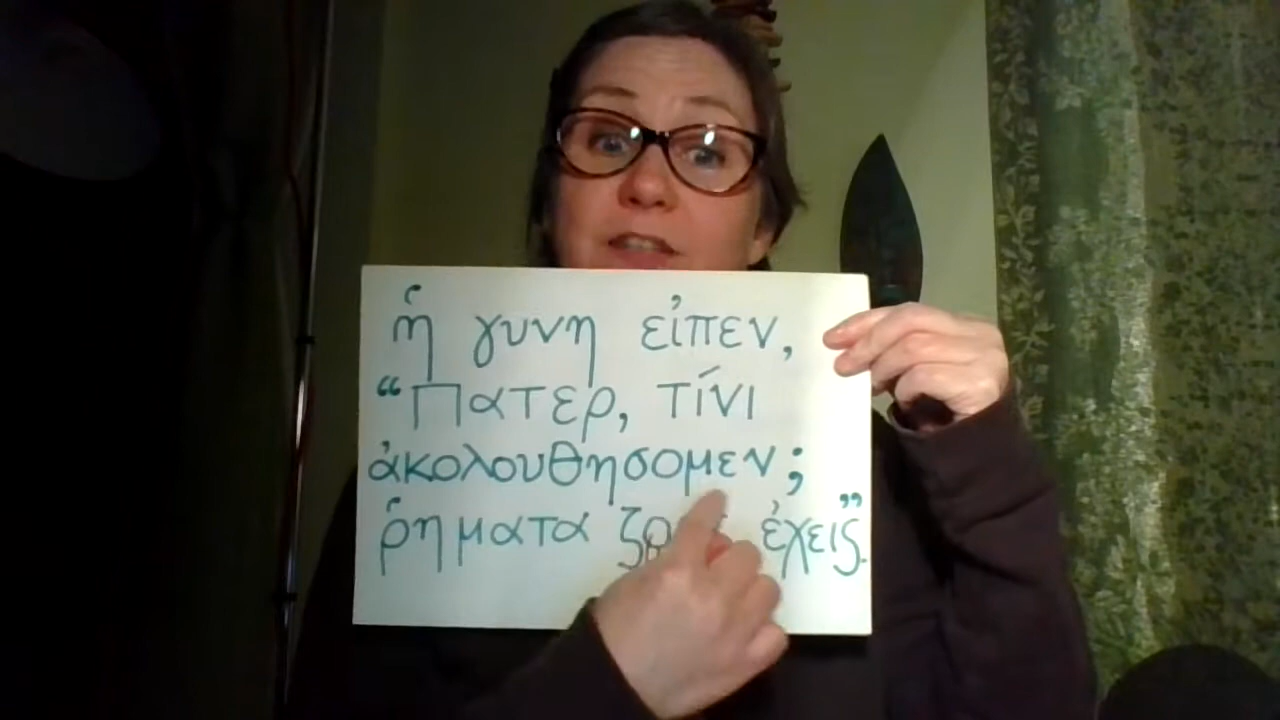 ἡ γυνη εἰπεν,
“Πατερ, τίνι
ἀκολουθησομεν;
ῥηματα ἐχεις.”